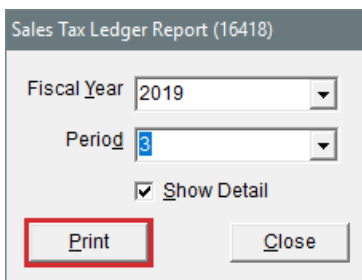 Sales Tax Ledger Report (16418)
Fiscal Year 2019
Period 3
Show Detail
Print Close